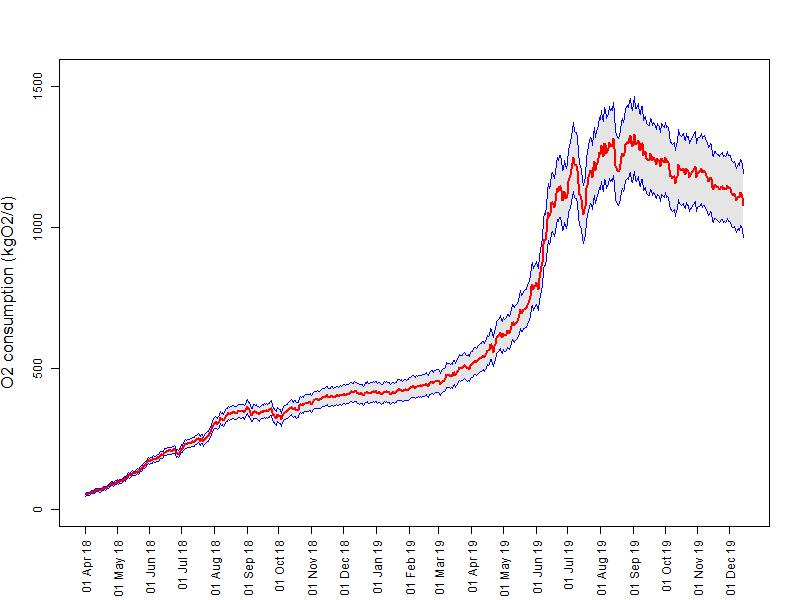 O2 consumption (kgO2/d)
1500
1000
500
0
01 Apr 18
01 May 18
01 Jun 18
01 Jul 18
01 Aug 18
01 Sep 18
01 Oct 18
01 Nov 18
01 Dec 18
01 Jan 19
01 Feb 19
01 Mar 19
01 Apr 19
01 May 19
01 Jun 19
01 Jul 19
01 Aug 19
01 Sep 19
01 Oct 19
01 Nov 19
01 Dec 19